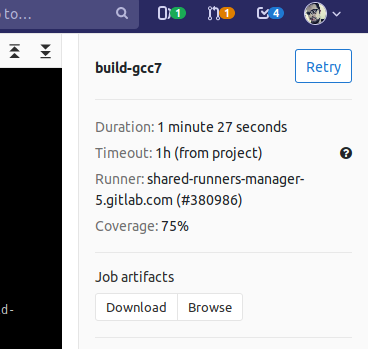 to...
1
1
4
build-gcc7
Retry
Duration: 1 minute 27 seconds
Timeout: 1h (from project)
Runner: shared-runners-manager-
5.gitlab.com (#380986)
Coverage: 75%
Job artifacts
Download Browse
d-